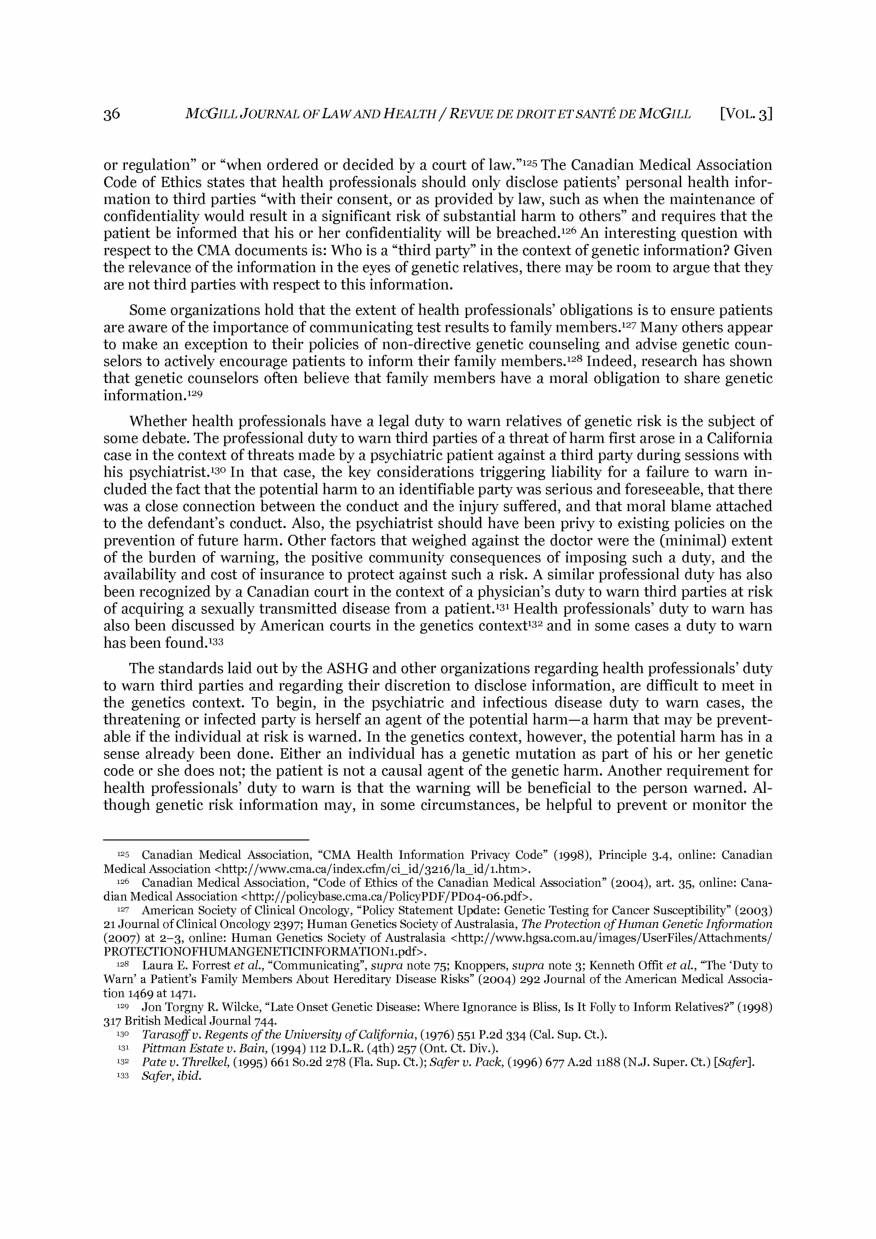 36 MCGILL JOURNAL OF LAW AND HEALTH / REVUE DE DROIT ET SANTÉ DE MCGILL [VOL. 3]
or regulation” or “when ordered or decided by a court of law.”125 The Canadian Medical Association
Code of Ethics states that health professionals should only disclose patients’ personal health infor-
mation to third parties “with their consent, or as provided by law, such as when the maintenance of
confidentiality would result in a significant risk of substantial harm to others” and requires that the
patient be informed that his or her confidentiality will be breached.126 An interesting question with
respect to the CMA documents is: Who is a “third party” in the context of genetic information? Given
the relevance of the information in the eyes of genetic relatives, there may be room to argue that they
are not third parties with respect to this information.
Some organizations hold that the extent of health professionals’ obligations is to ensure patients
are aware of the importance of communicating test results to family members.127 Many others appear
to make an exception to their policies of non-directive genetic counseling and advise genetic coun-
selors to actively encourage patients to inform their family members.128 Indeed, research has shown
that genetic counselors often believe that family members have a moral obligation to share genetic
information.129
Whether health professionals have a legal duty to warn relatives of genetic risk is the subject of
some debate. The professional duty to warn third parties of a threat of harm first arose in a California
case in the context of threats made by a psychiatric patient against a third party during sessions with
his psychiatrist.130 In that case, the key considerations triggering liability for a failure to warn in-
cluded the fact that the potential harm to an identifiable party was serious and foreseeable, that there
was a close connection between the conduct and the injury suffered, and that moral blame attached
to the defendant’s conduct. Also, the psychiatrist should have been privy to existing policies on the
prevention of future harm. Other factors that weighed against the doctor were the (minimal) extent
of the burden of warning, the positive community consequences of imposing such a duty, and the
availability and cost of insurance to protect against such a risk. A similar professional duty has also
been recognized by a Canadian court in the context of a physician’s duty to warn third parties at risk
of acquiring a sexually transmitted disease from a patient.131 Health professionals’ duty to warn has
also been discussed by American courts in the genetics context132 and in some cases a duty to warn
has been found.133
The standards laid out by the ASHG and other organizations regarding health professionals’ duty
to warn third parties and regarding their discretion to disclose information, are difficult to meet in
the genetics context. To begin, in the psychiatric and infectious disease duty to warn cases, the
threatening or infected party is herself an agent of the potential harm—a harm that may be prevent-
able if the individual at risk is warned. In the genetics context, however, the potential harm has in a
sense already been done. Either an individual has a genetic mutation as part of his or her genetic
code or she does not; the patient is not a causal agent of the genetic harm. Another requirement for
health professionals’ duty to warn is that the warning will be beneficial to the person warned. Al-
though genetic risk information may, in some circumstances, be helpful to prevent or monitor the
125 Canadian Medical Association, “CMA Health Information Privacy Code” (1998), Principle 3.4, online: Canadian
Medical Association <http://www.cma.ca/index.cfm/ci_id/3216/la_id/1.htm>.
126 Canadian Medical Association, “Code of Ethics of the Canadian Medical Association” (2004), art. 35, online: Cana-
dian Medical Association <http://policybase.cma.ca/PolicyPDF/PD04-06.pdf>.
127 American Society of Clinical Oncology, “Policy Statement Update: Genetic Testing for Cancer Susceptibility” (2003)
21 Journal of Clinical Oncology 2397; Human Genetics Society of Australasia, The Protection of Human Genetic Information
(2007) at 2–3, online: Human Genetics Society of Australasia <http://www.hgsa.com.au/images/UserFiles/Attachments/
PROTECTIONOFHUMANGENETICINFORMATION1.pdf>.
128 Laura E. Forrest et al., “Communicating”, supra note 75; Knoppers, supra note 3; Kenneth Offit et al., “The ‘Duty to
Warn’ a Patient’s Family Members About Hereditary Disease Risks” (2004) 292 Journal of the American Medical Associa-
tion 1469 at 1471.
129 Jon Torgny R. Wilcke, “Late Onset Genetic Disease: Where Ignorance is Bliss, Is It Folly to Inform Relatives?” (1998)
317 British Medical Journal 744.
130 Tarasoff v. Regents of the University of California, (1976) 551 P.2d 334 (Cal. Sup. Ct.).
131 Pittman Estate v. Bain, (1994) 112 D.L.R. (4th) 257 (Ont. Ct. Div.).
132 Pate v. Threlkel, (1995) 661 So.2d 278 (Fla. Sup. Ct.); Safer v. Pack, (1996) 677 A.2d 1188 (N.J. Super. Ct.) [Safer].
133 Safer, ibid.